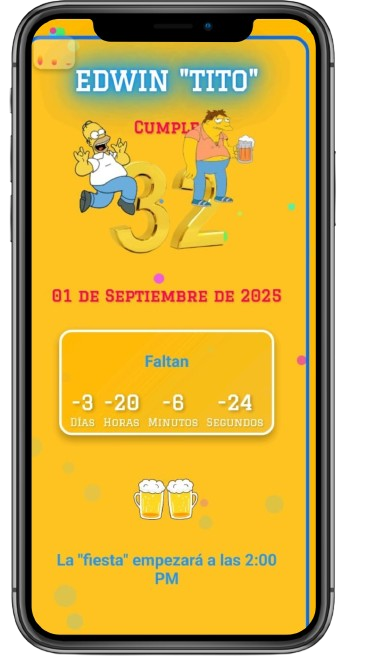 EDWIN "TITO"
Cumple
32
01 de Septiembre de 2025
Faltan
-3 -20 -6 -24
Días Horas Minutos Segundos
La "fiesta" empezará a las 2:00
PM